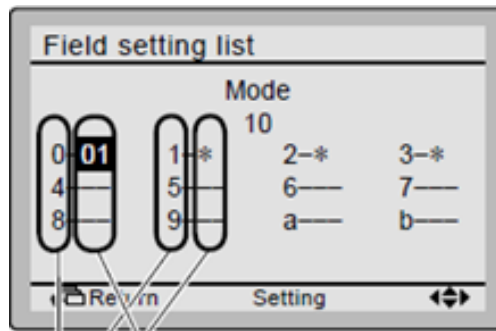 Field setting list
Mode
10
0-01 1-* 2-* 3-*
4--- 5--- 6--- 7---
8--- 9--- a--- b---
Return Setting